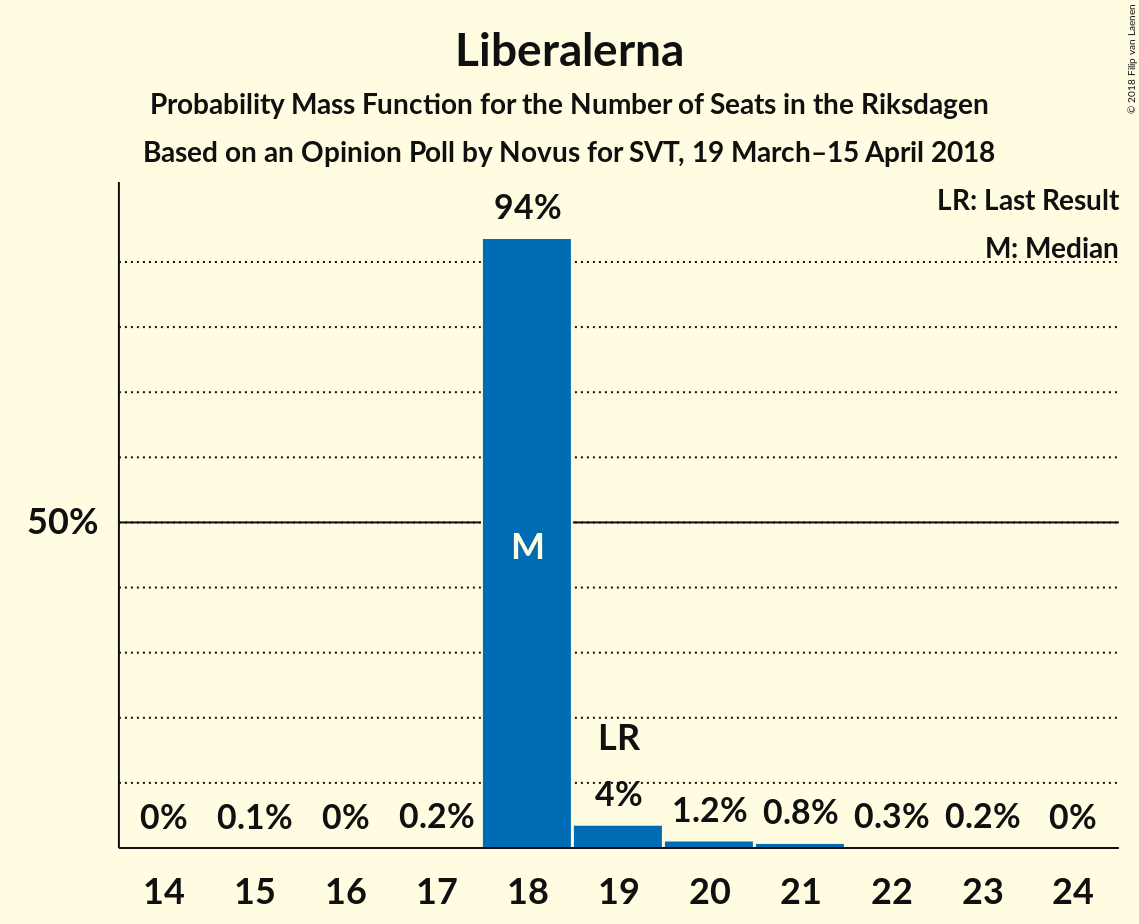 Liberalerna
Probability Mass Function for the Number of Seats in the Riksdagen
Based on an Opinion Poll by Novus for SVT, 19 March–15 April 2018
© 2018 Filip van Laenen
LR: Last Result
M: Median
94%
50%
M
LR
0% 0.1% 0% 0.2% 4% 1.2% 0.8% 0.3% 0.2% 0%
14 15 16 17 18 19 20 21 22 23 24